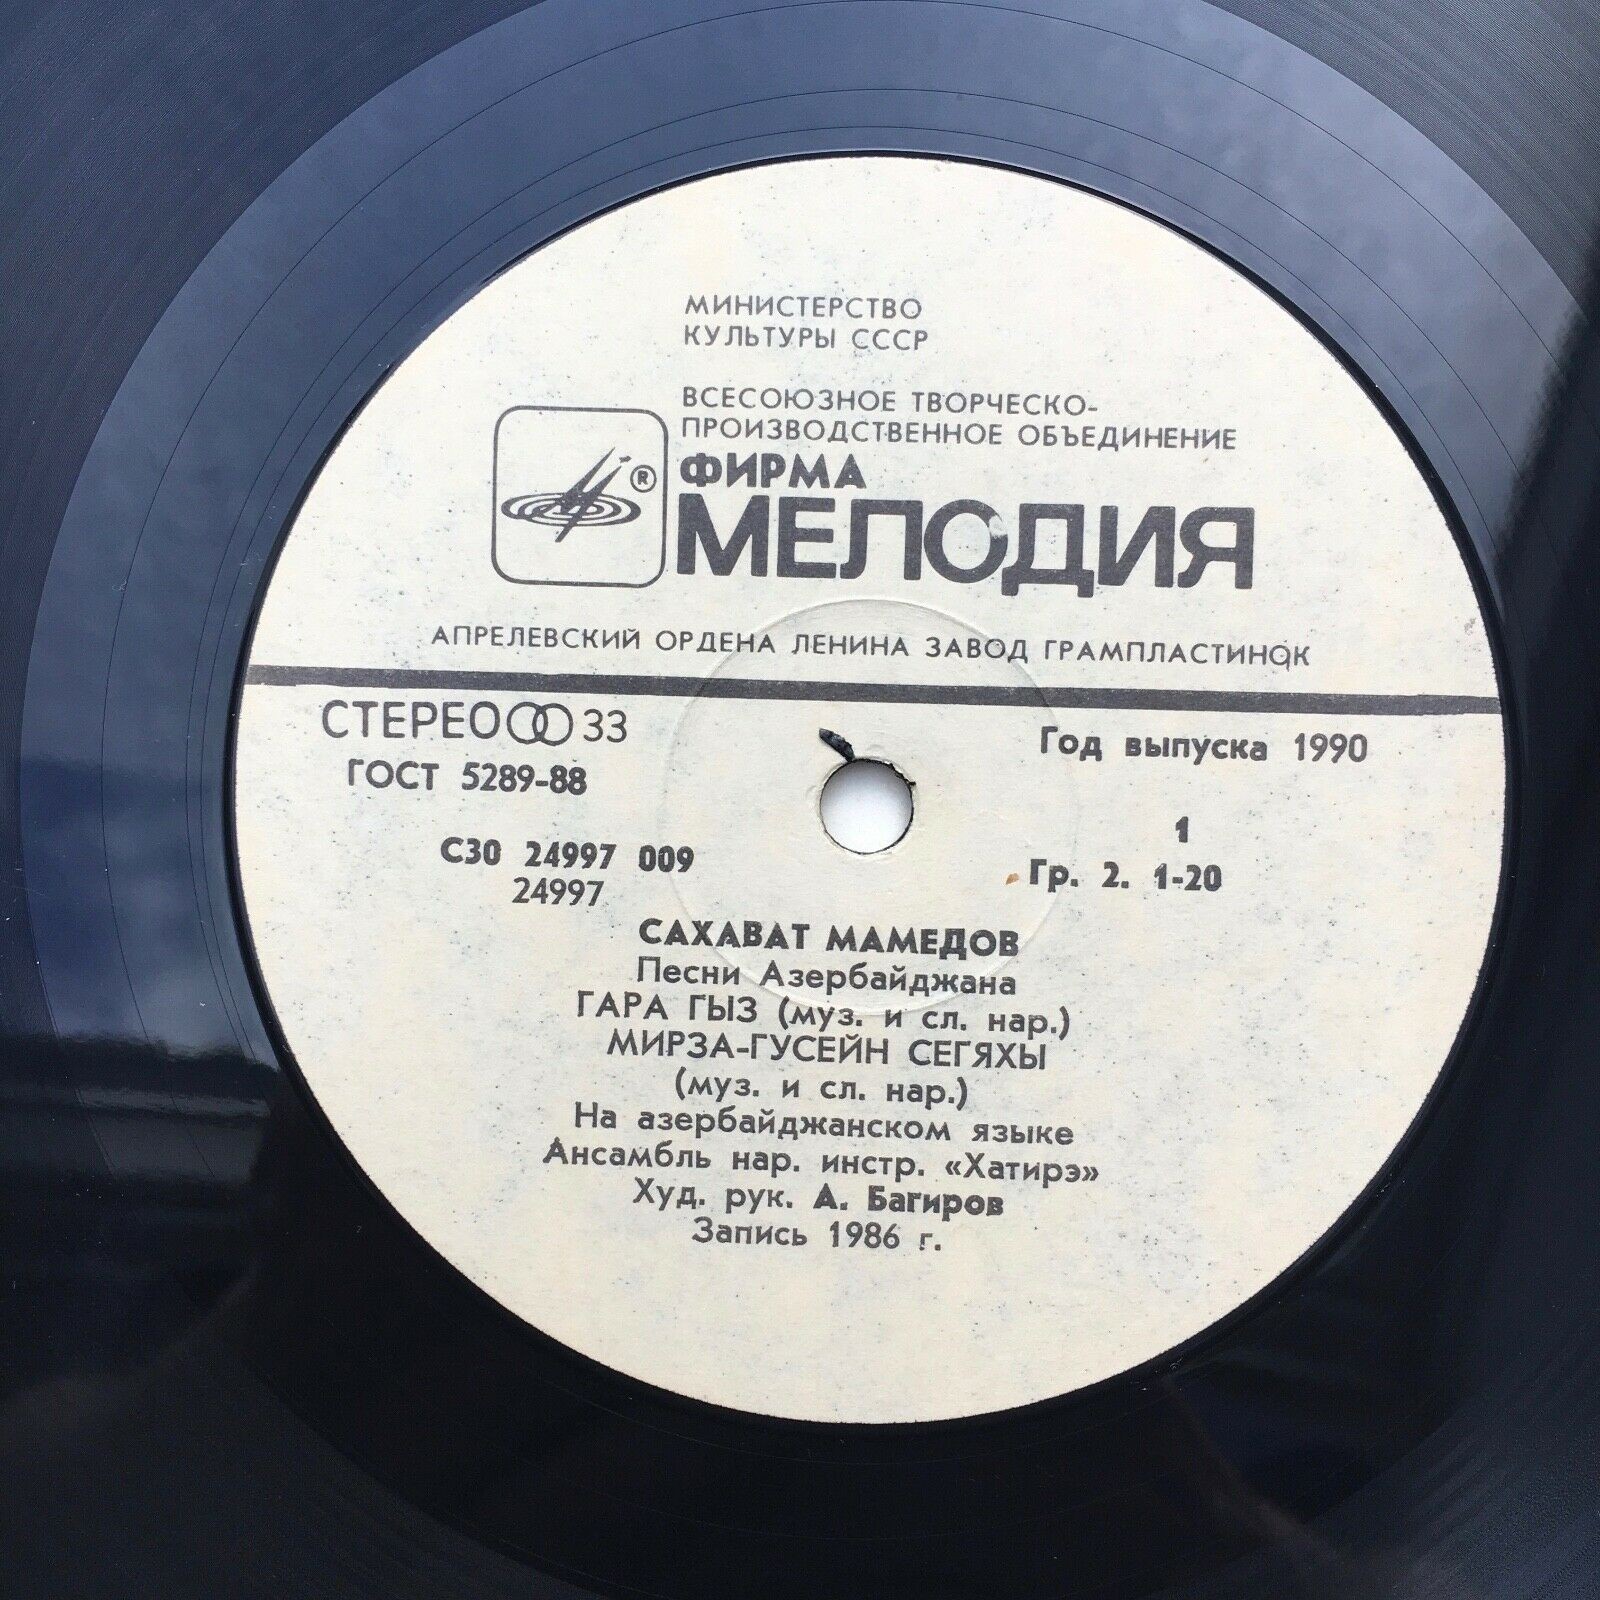 МИНИСТЕРСТВО
КУЛЬТУРЫ СССР
ВСЕСОЮЗНОЕ ТВОРЧЕСКО-
ПРОИЗВОДСТВЕННОЕ ОБЪЕДИНЕНИЕ
ФИРМА
®
МЕЛОДИЯ
АПРЕЛЕВСКИЙ ОРДЕНА ЛЕНИНА ЗАВОД ГРАМПЛАСТИНОК
СТЕРЕО 33
Год выпуска 1990
ГОСТ 5289-88
1
С30 24997 009
Гр. 2. 1-20
24997
САХАВАТ МАМЕДОВ
Песни Азербайджана
ГАРА ГЫЗ (муз. и сл. нар.)
МИРЗА-ГУСЕЙН СЕГЯХЫ
(муз. и сл. нар.)
На азербайджанском языке
Ансамбль нар. инстр. «Хатирэ»
Худ. рук. А. Багиров
Запись 1986 г.